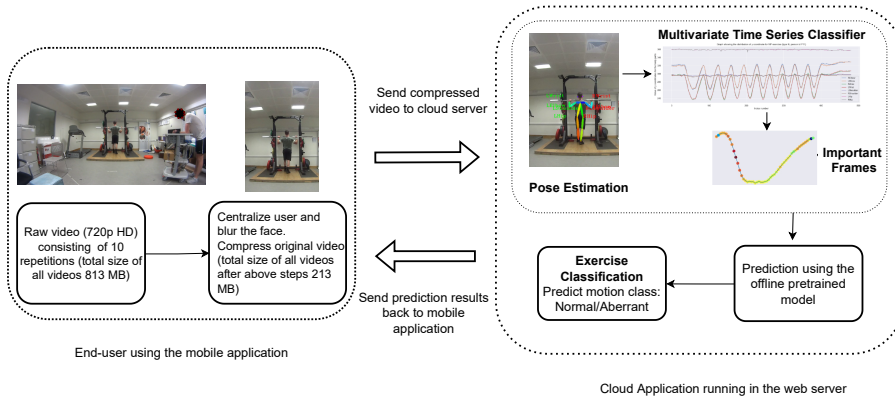 Raw video (720p HD)
consisting of 10
repetitions (total size of
all videos 813 MB)
Centralize user and
blur the face.
Compress original video
(total size of all videos
after above steps 213
MB)
End-user using the mobile application
Send compressed
video to cloud server
Send prediction results
back to mobile
application
Multivariate Time Series Classifier
Pose Estimation
Important
Frames
Prediction using the
offline pretrained
model
Exercise
Classification
Predict motion class:
Normal/Aberrant
Cloud Application running in the web server